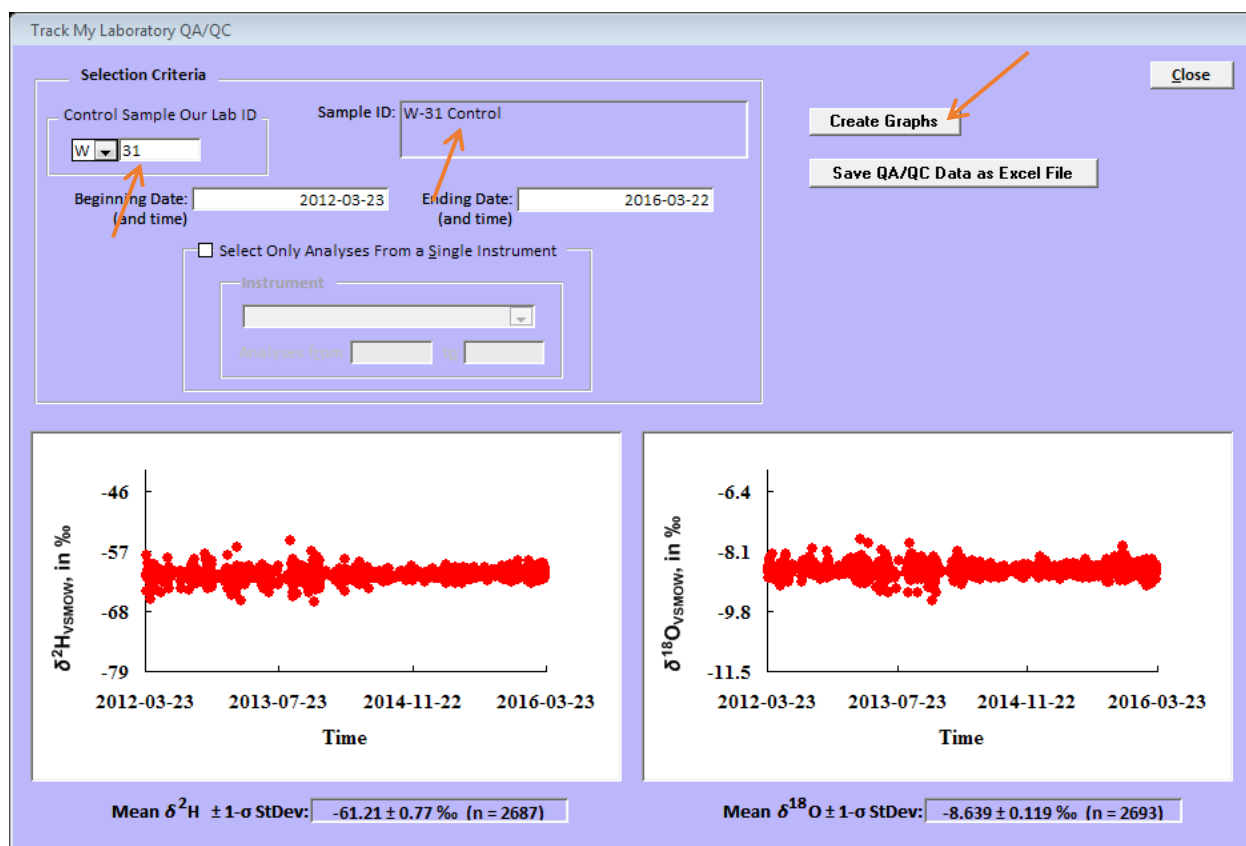 Track My Laboratory QA/QC
Selection Criteria
Close
Control Sample Our Lab ID
Sample ID: W-31 Control
Create Graphs
W 31
Save QA/QC Data as Excel File
Beginning Date: 2012-03-23 Ending Date: 2016-03-22
(and time) (and time)
Select Only Analyses From a Single Instrument
Instrument
Analyses from: to:
δ²H_VSMOW, in ‰
-46
-57
-68
-79
2012-03-23 2013-07-23 2014-11-22 2016-03-23
Time
δ¹⁸O_VSMOW, in ‰
-6.4
-8.1
-9.8
-11.5
2012-03-23 2013-07-23 2014-11-22 2016-03-23
Time
Mean δ²H ± 1-σ StDev: -61.21 ± 0.77 ‰ (n = 2687)
Mean δ¹⁸O ± 1-σ StDev: -8.639 ± 0.119 ‰ (n = 2693)